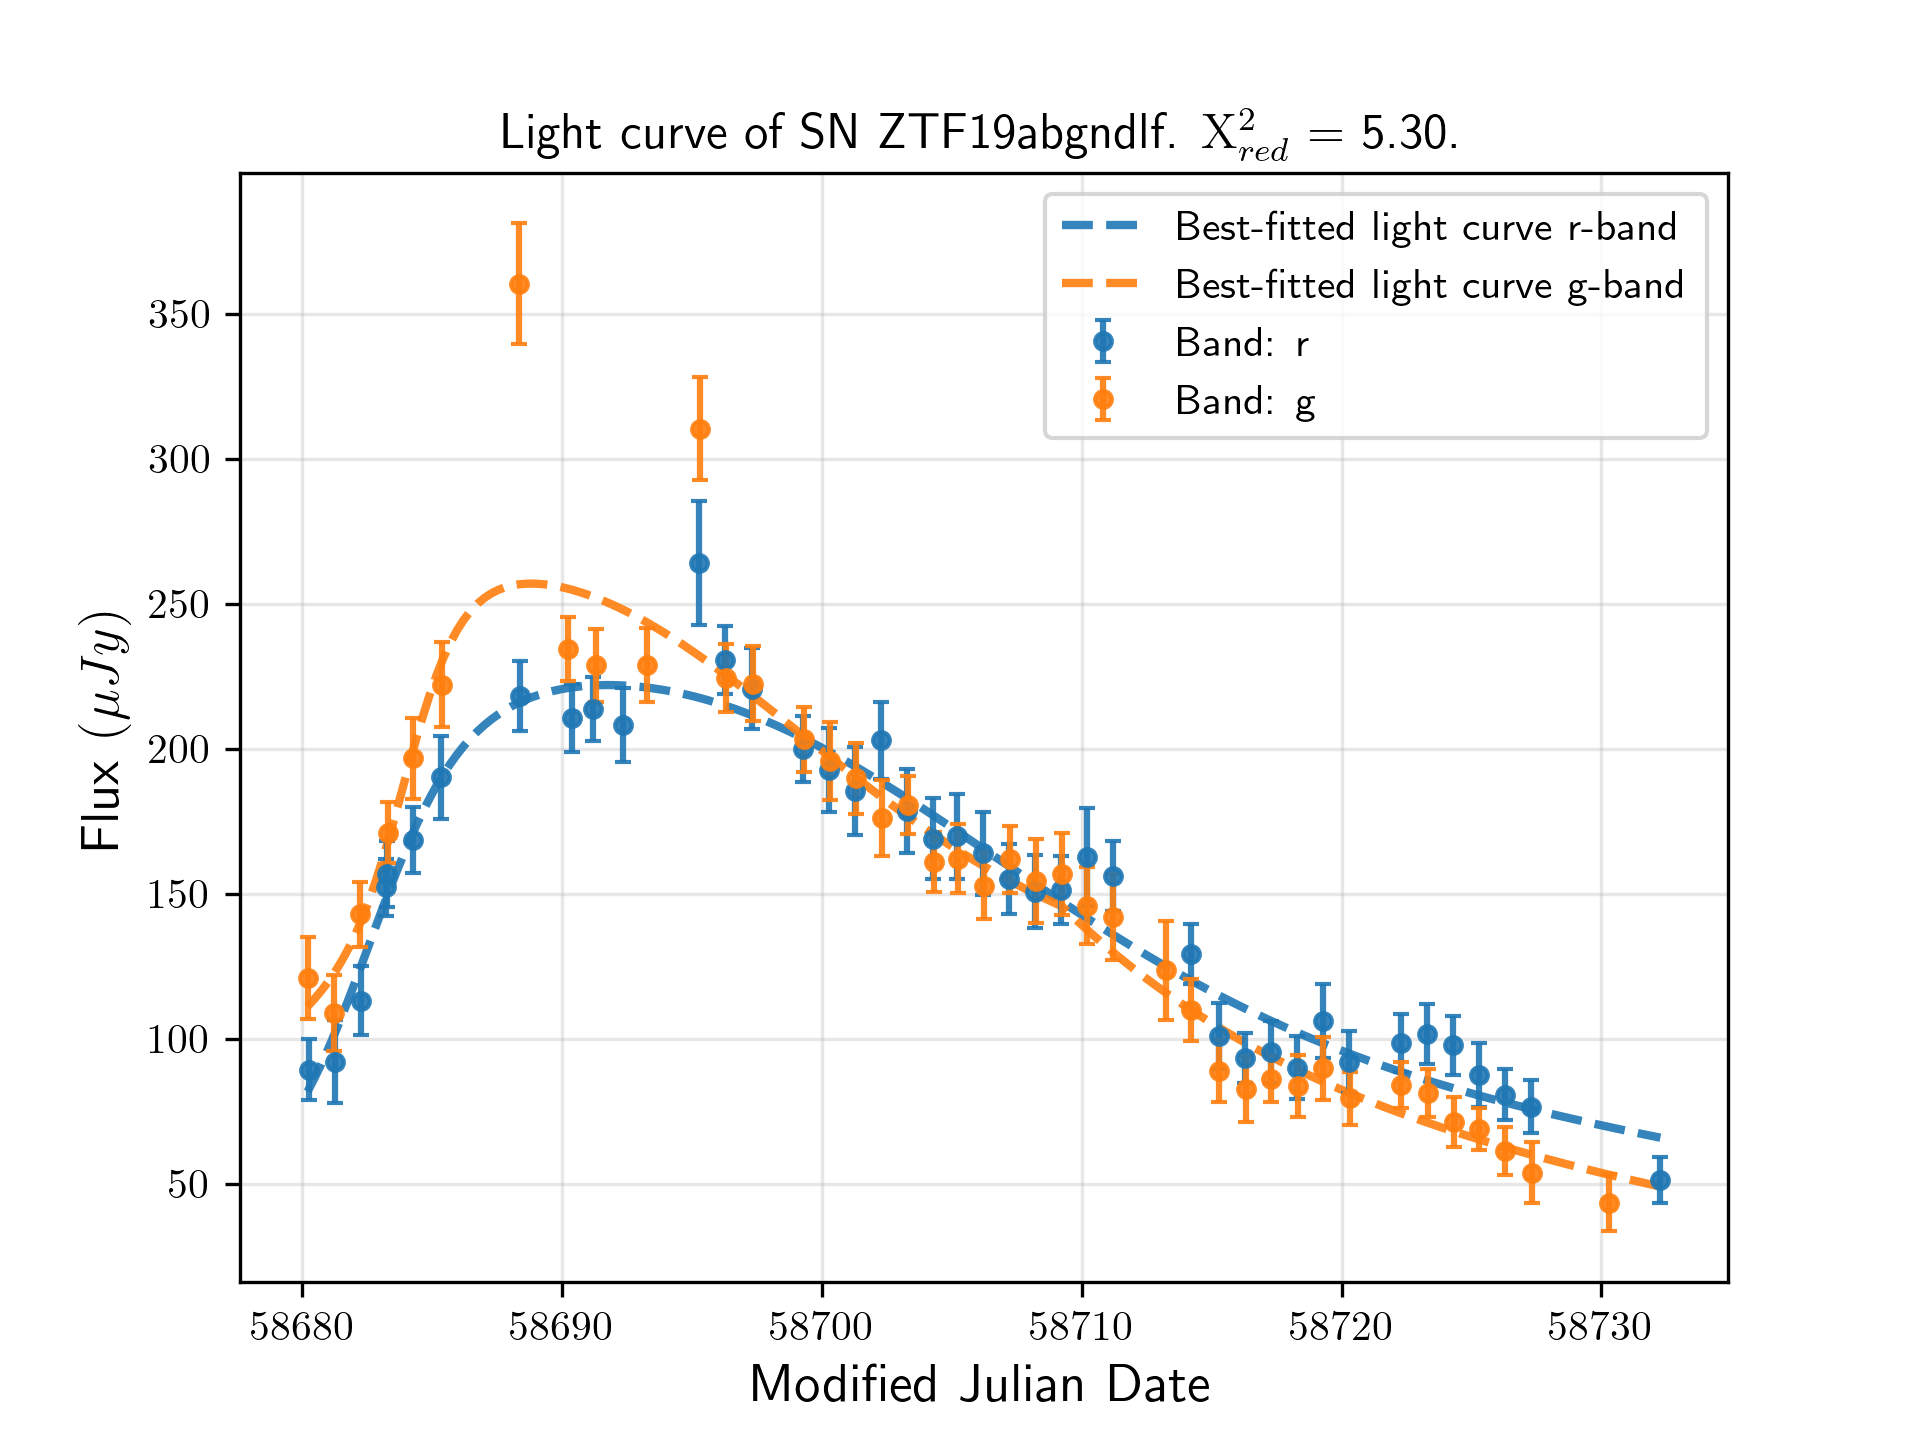 Light curve of SN ZTF19abgndlf. X²_red = 5.30.
Best-fitted light curve r-band
Best-fitted light curve g-band
Band: r
Band: g
Flux (μJy)
350
300
250
200
150
100
50
58680 58690 58700 58710 58720 58730
Modified Julian Date